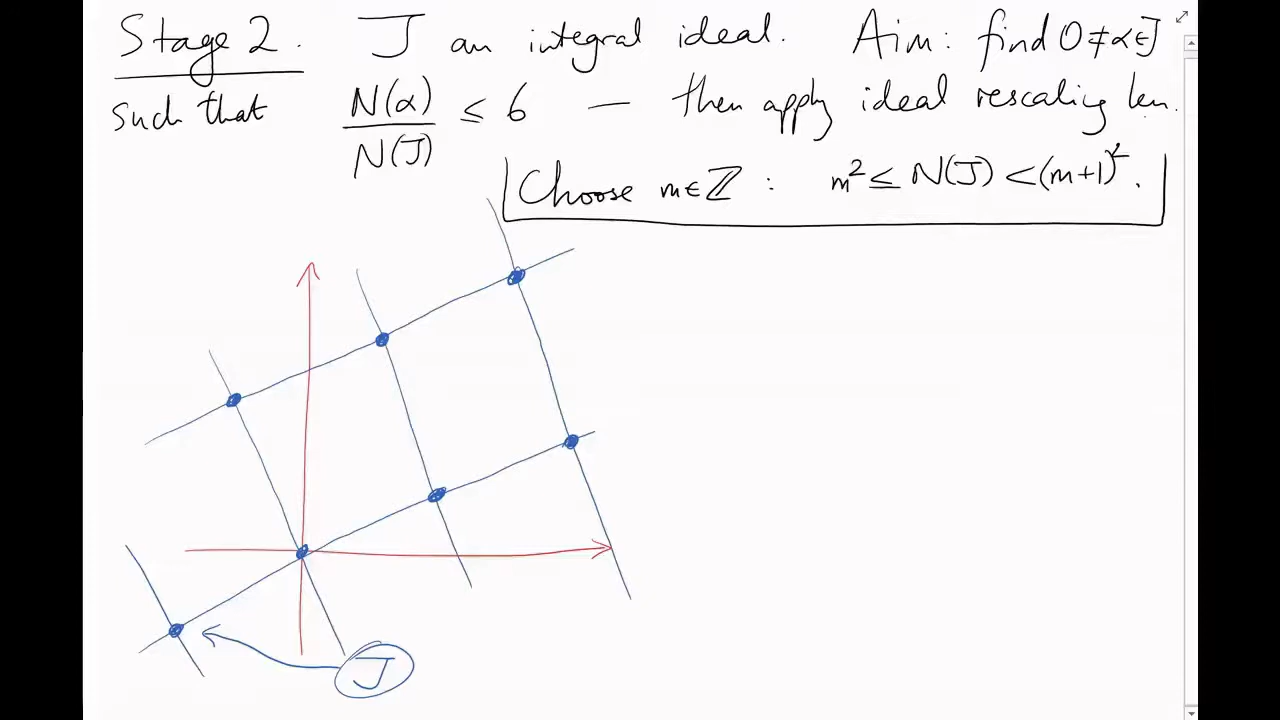 Stage 2. J an integral ideal. Aim: find 0≠α∈J
such that N(α)/N(J) ≤ 6 — then apply ideal rescaling lem.
Choose m∈ℤ : m² ≤ N(J) < (m+1)².
J